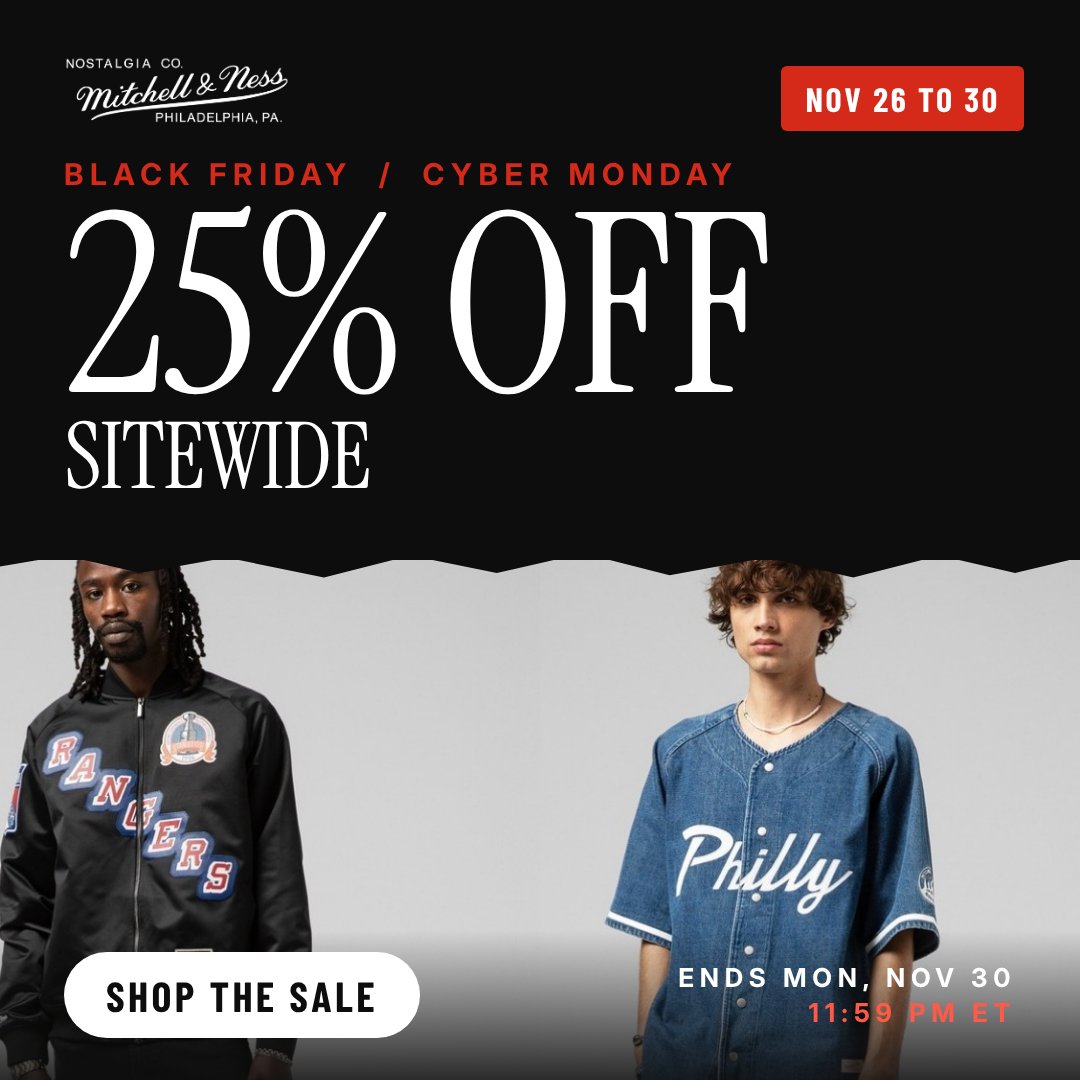 NOSTALGIA CO.
Mitchell & Ness
PHILADELPHIA, PA.
NOV 26 TO 30
BLACK FRIDAY / CYBER MONDAY
25% OFF
SITEWIDE
RANGERS
Philly
SHOP THE SALE
ENDS MON, NOV 30
11:59 PM ET